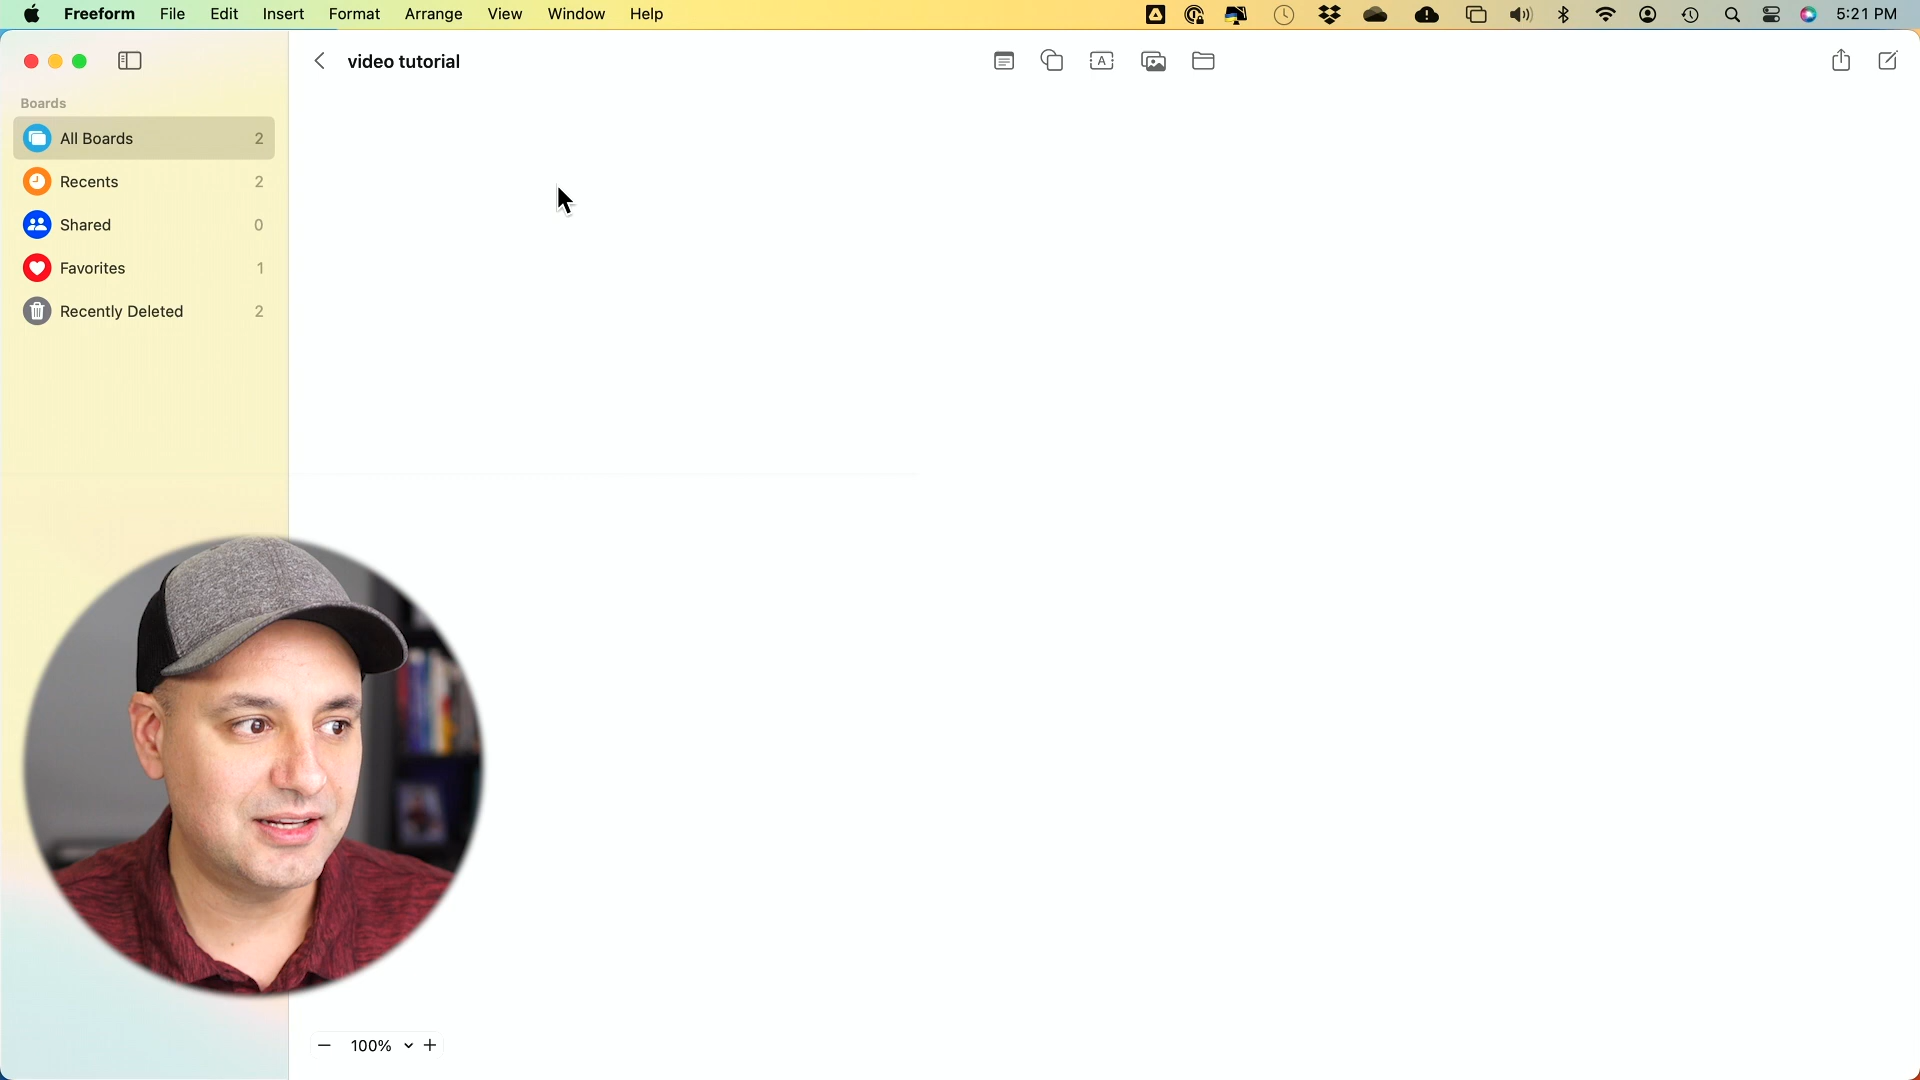 Freeform File Edit Insert Format Arrange View Window Help 5:21 PM
video tutorial
A
Boards
All Boards 2
Recents 2
Shared 0
Favorites 1
Recently Deleted 2
100%